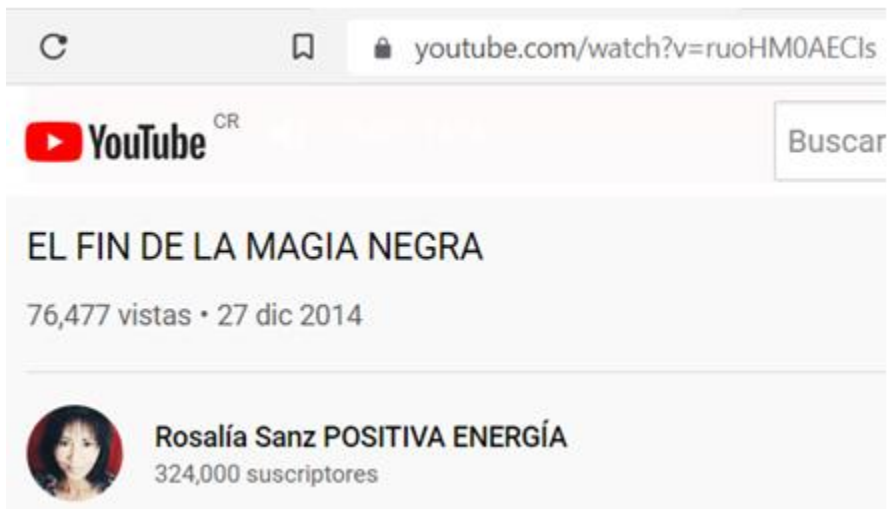 youtube.com/watch?v=ruoHM0AECIs
YouTube CR
Buscar
EL FIN DE LA MAGIA NEGRA
76,477 vistas • 27 dic 2014
Rosalía Sanz POSITIVA ENERGÍA
324,000 suscriptores